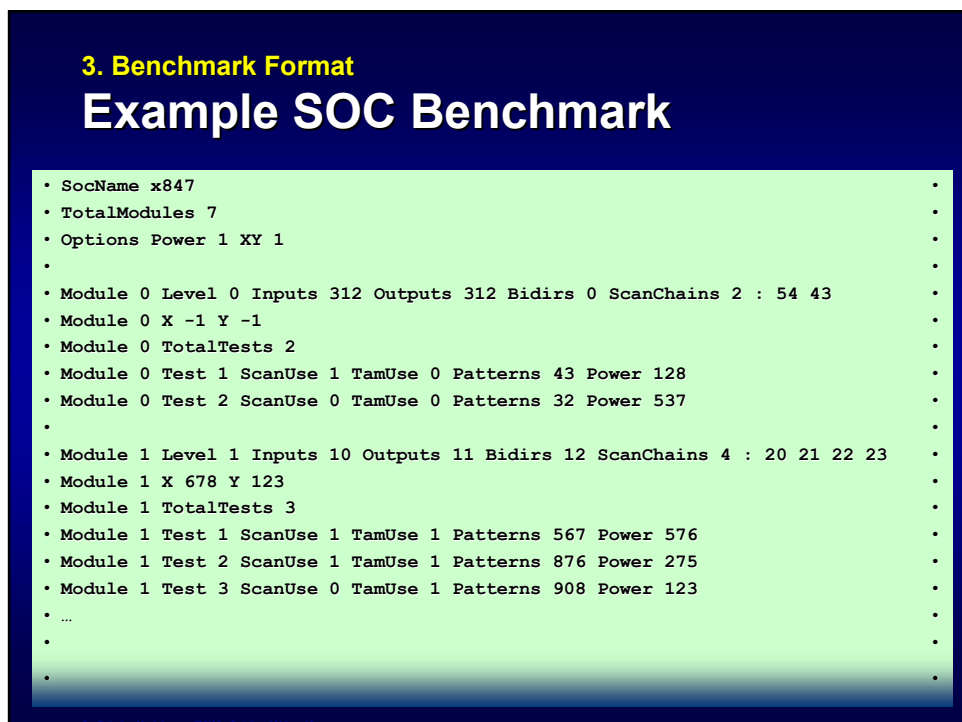 3. Benchmark Format
Example SOC Benchmark
• SocName x847 •
• TotalModules 7 •
• Options Power 1 XY 1 •
• •
• Module 0 Level 0 Inputs 312 Outputs 312 Bidirs 0 ScanChains 2 : 54 43 •
• Module 0 X -1 Y -1 •
• Module 0 TotalTests 2 •
• Module 0 Test 1 ScanUse 1 TamUse 0 Patterns 43 Power 128 •
• Module 0 Test 2 ScanUse 0 TamUse 0 Patterns 32 Power 537 •
• •
• Module 1 Level 1 Inputs 10 Outputs 11 Bidirs 12 ScanChains 4 : 20 21 22 23 •
• Module 1 X 678 Y 123 •
• Module 1 TotalTests 3 •
• Module 1 Test 1 ScanUse 1 TamUse 1 Patterns 567 Power 576 •
• Module 1 Test 2 ScanUse 1 TamUse 1 Patterns 876 Power 275 •
• Module 1 Test 3 ScanUse 0 TamUse 1 Patterns 908 Power 123 •
• … •
• •
• •